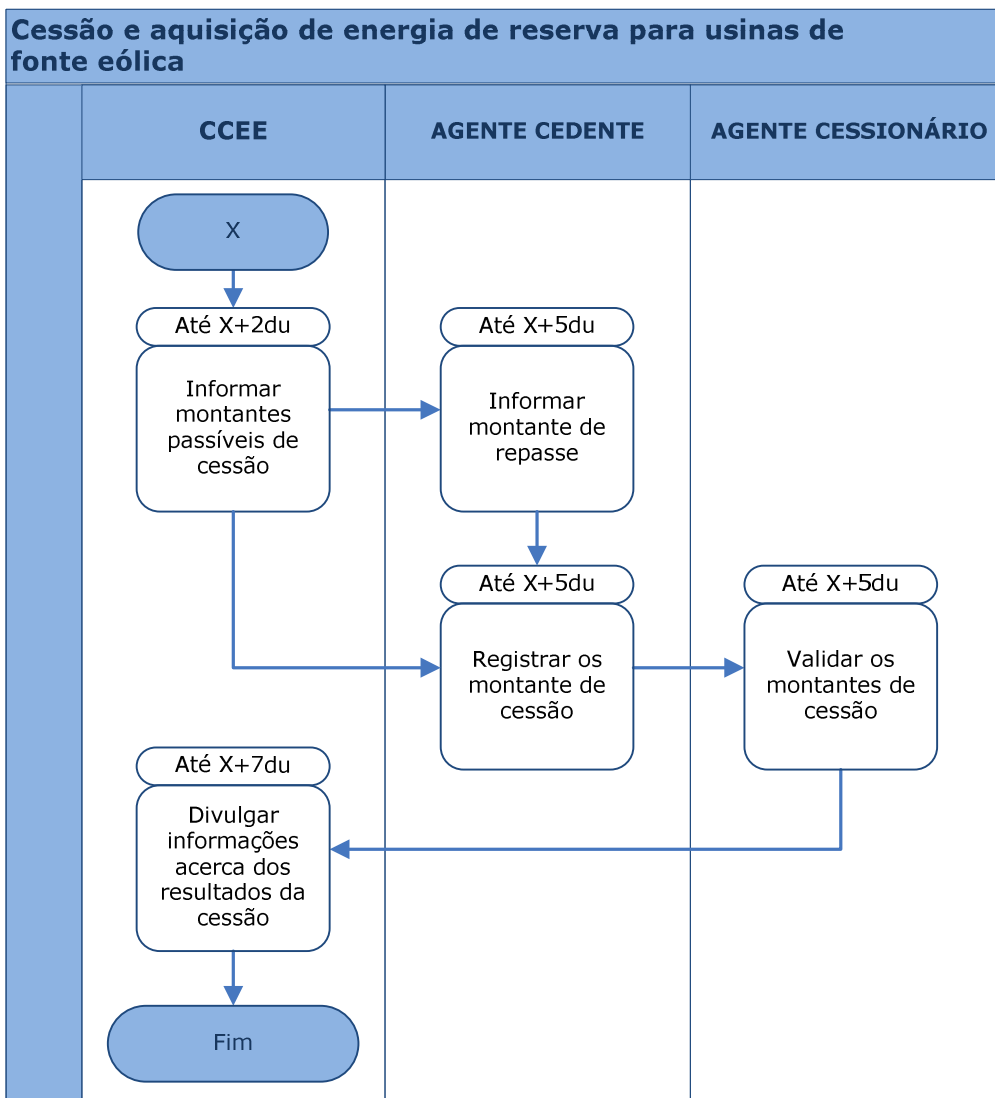 Cessão e aquisição de energia de reserva para usinas de
fonte eólica
CCEE
AGENTE CEDENTE
AGENTE CESSIONÁRIO
X
Até X+2du
Informar
montantes
passíveis de
cessão
Até X+5du
Informar
montante de
repasse
Até X+5du
Registrar os
montante de
cessão
Até X+5du
Validar os
montantes de
cessão
Até X+7du
Divulgar
informações
acerca dos
resultados da
cessão
Fim